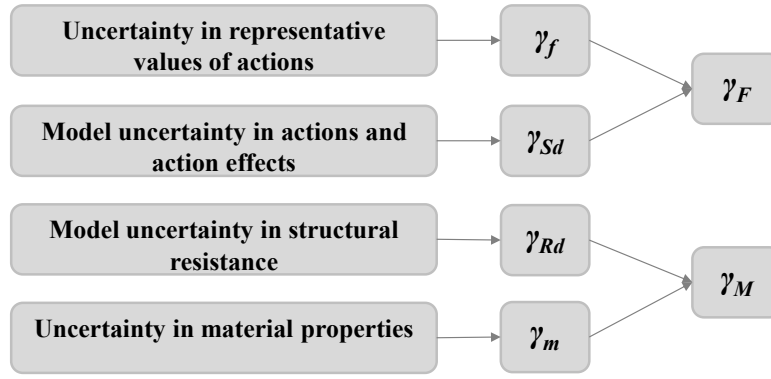 Uncertainty in representative
values of actions
γf
γF
Model uncertainty in actions and
action effects
γSd
Model uncertainty in structural
resistance
γRd
γM
Uncertainty in material properties
γm